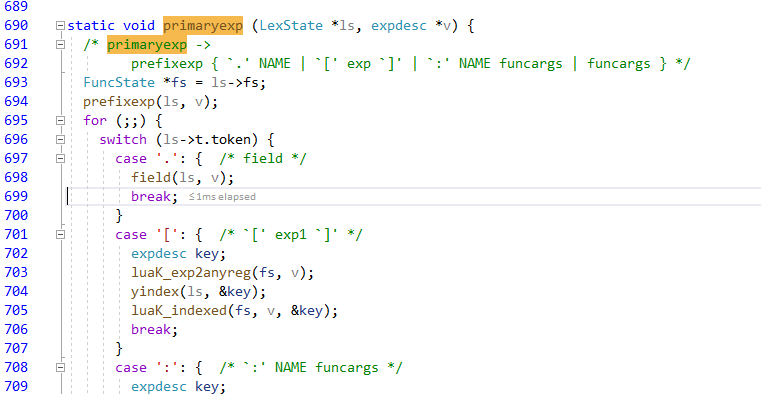 689
690 static void primaryexp (LexState *ls, expdesc *v) {
691 /* primaryexp ->
692 prefixexp { `.' NAME | `[' exp `]' | `:' NAME funcargs | funcargs } */
693 FuncState *fs = ls->fs;
694 prefixexp(ls, v);
695 for (;;) {
696 switch (ls->t.token) {
697 case '.': { /* field */
698 field(ls, v);
699 break; ≤1ms elapsed
700 }
701 case '[': { /* `[' exp1 `]' */
702 expdesc key;
703 luaK_exp2anyreg(fs, v);
704 yindex(ls, &key);
705 luaK_indexed(fs, v, &key);
706 break;
707 }
708 case ':': { /* `:' NAME funcargs */
709 expdesc key;